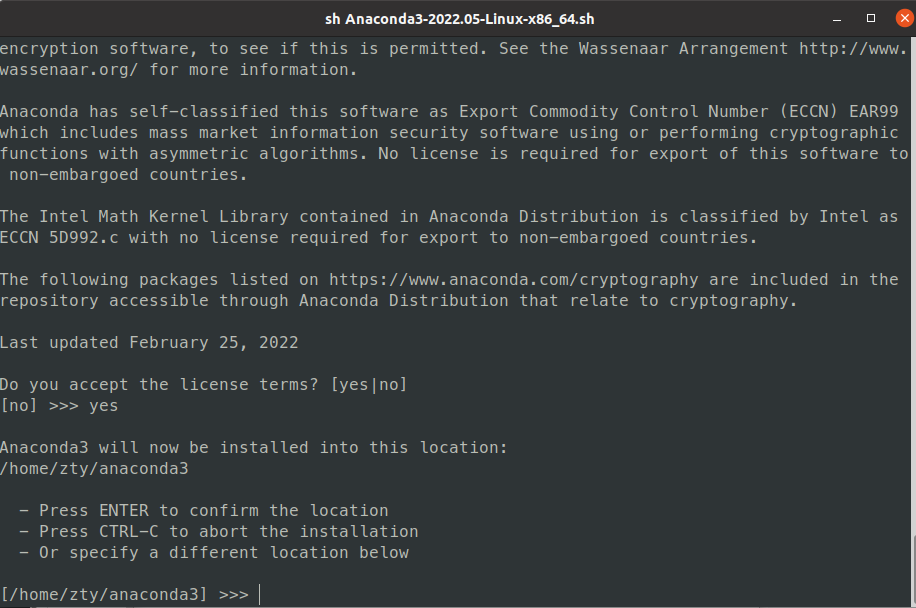 sh Anaconda3-2022.05-Linux-x86_64.sh
encryption software, to see if this is permitted. See the Wassenaar Arrangement http://www.
wassenaar.org/ for more information.
Anaconda has self-classified this software as Export Commodity Control Number (ECCN) EAR99
which includes mass market information security software using or performing cryptographic
functions with asymmetric algorithms. No license is required for export of this software to
non-embargoed countries.
The Intel Math Kernel Library contained in Anaconda Distribution is classified by Intel as
ECCN 5D992.c with no license required for export to non-embargoed countries.
The following packages listed on https://www.anaconda.com/cryptography are included in the
repository accessible through Anaconda Distribution that relate to cryptography.
Last updated February 25, 2022
Do you accept the license terms? [yes|no]
[no] >>> yes
Anaconda3 will now be installed into this location:
/home/zty/anaconda3
- Press ENTER to confirm the location
- Press CTRL-C to abort the installation
- Or specify a different location below
[/home/zty/anaconda3] >>>